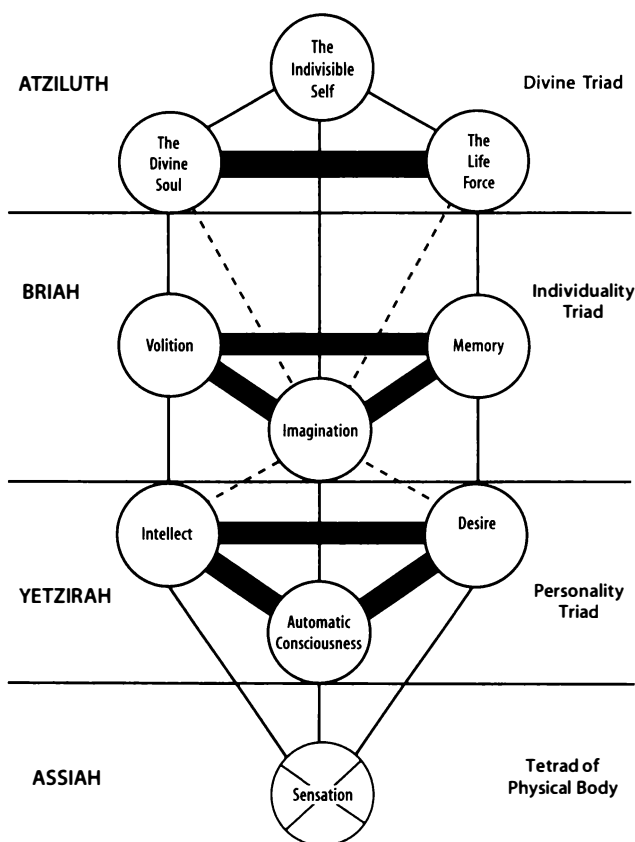 The
Indivisible
Self
ATZILUTH
Divine Triad
The
Divine
Soul
The
Life
Force
BRIAH
Individuality
Triad
Volition
Memory
Imagination
Intellect
Desire
YETZIRAH
Personality
Triad
Automatic
Consciousness
ASSIAH
Tetrad of
Physical Body
Sensation